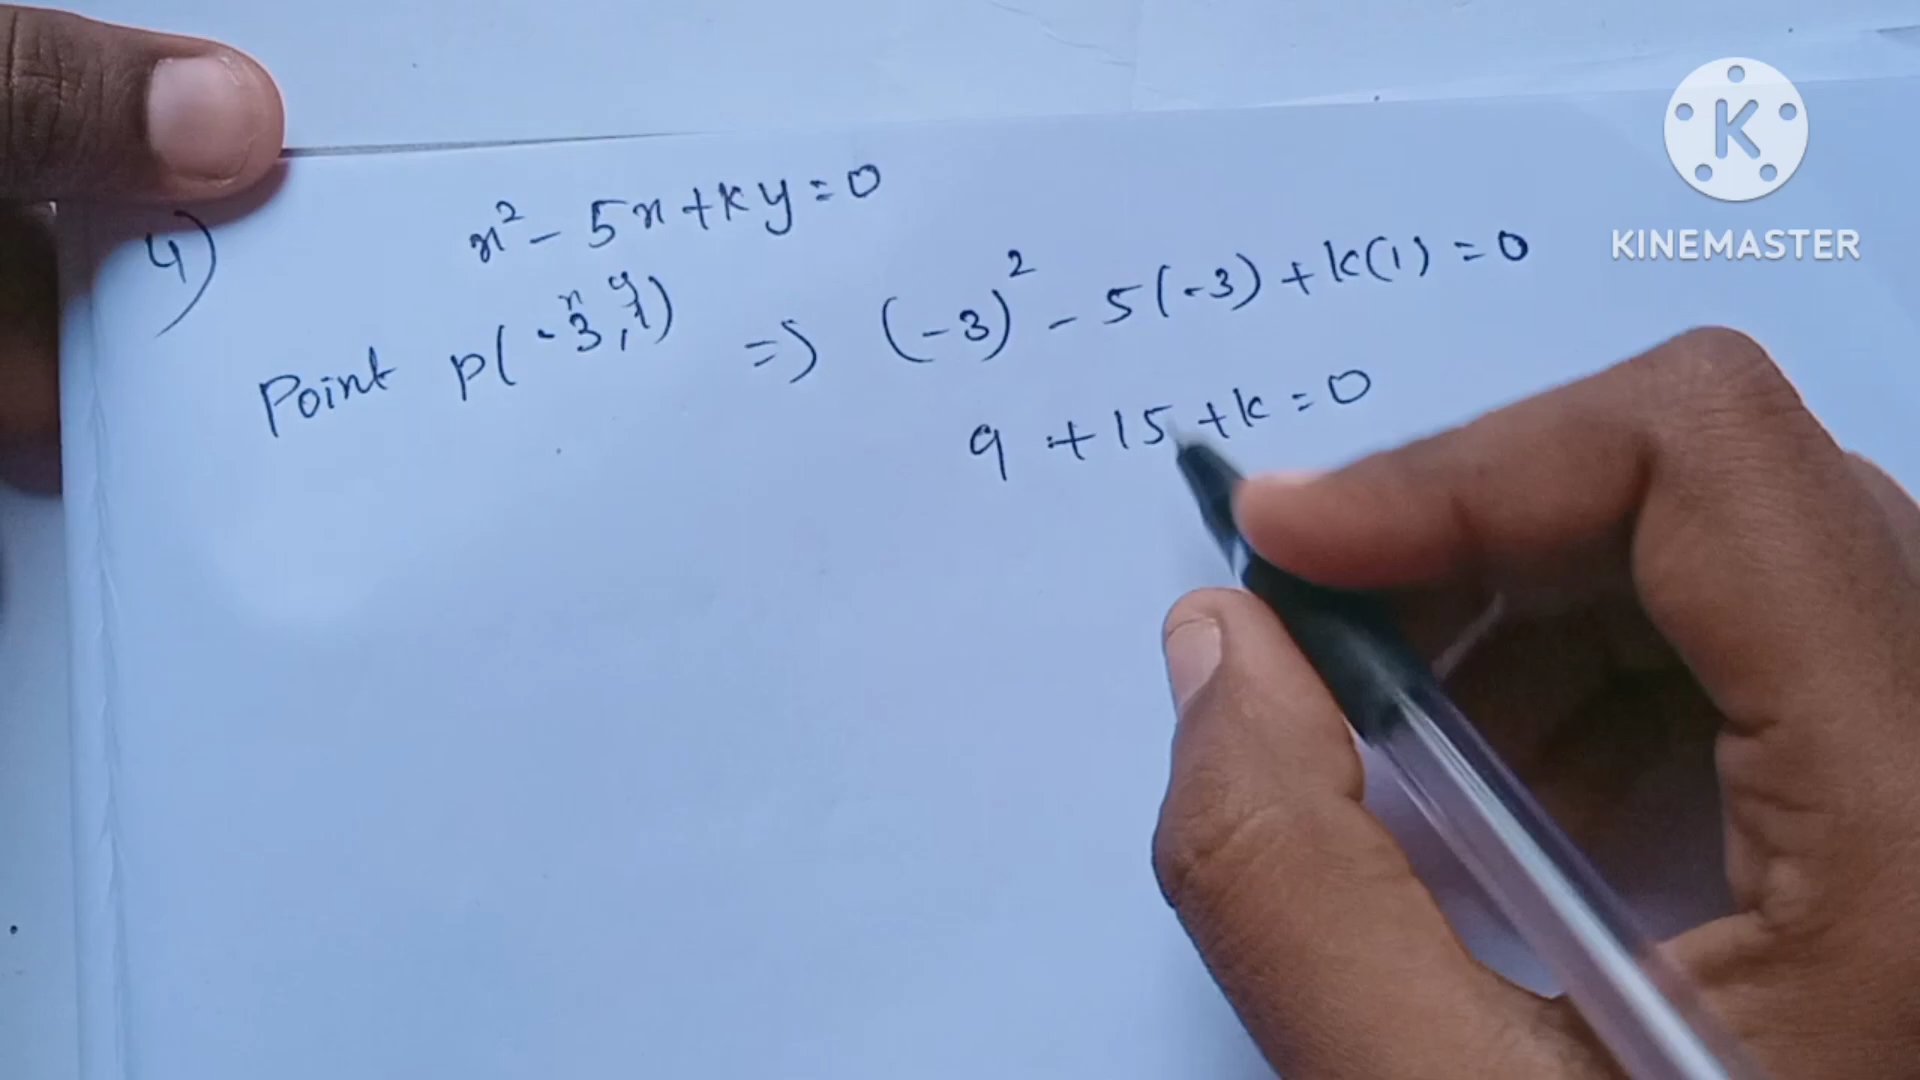 4)
x² - 5x + ky = 0
Point P(-3, 1) => (-3)² - 5(-3) + k(1) = 0
x y
9 + 15 + k = 0
K
KINEMASTER